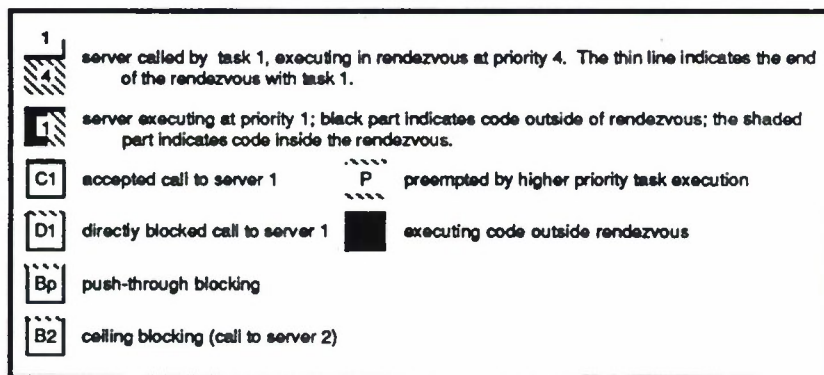 1
server called by task 1, executing in rendezvous at priority 4. The thin line indicates the end
4
of the rendezvous with task 1.
1
server executing at priority 1; black part indicates code outside of rendezvous; the shaded
part indicates code inside the rendezvous.
C1 accepted call to server 1 P preempted by higher priority task execution
D1 directly blocked call to server 1 executing code outside rendezvous
Bp push-through blocking
B2 ceiling blocking (call to server 2)